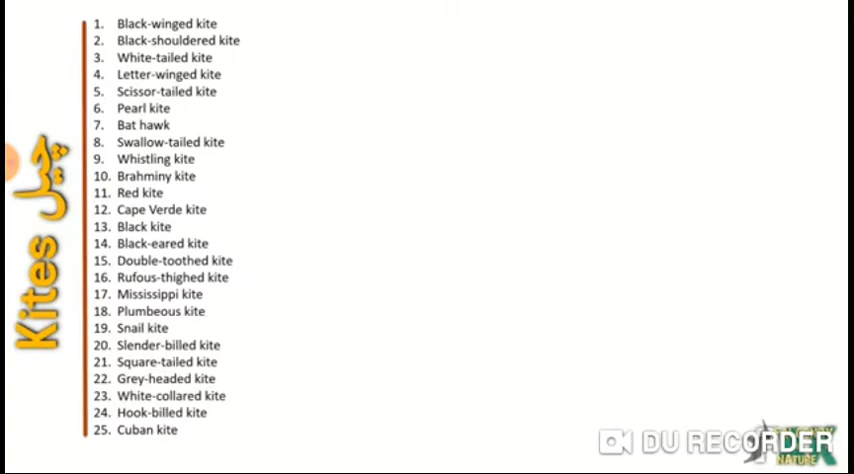 Kites چیل
1. Black-winged kite
2. Black-shouldered kite
3. White-tailed kite
4. Letter-winged kite
5. Scissor-tailed kite
6. Pearl kite
7. Bat hawk
8. Swallow-tailed kite
9. Whistling kite
10. Brahminy kite
11. Red kite
12. Cape Verde kite
13. Black kite
14. Black-eared kite
15. Double-toothed kite
16. Rufous-thighed kite
17. Mississippi kite
18. Plumbeous kite
19. Snail kite
20. Slender-billed kite
21. Square-tailed kite
22. Grey-headed kite
23. White-collared kite
24. Hook-billed kite
25. Cuban kite
DU RECORDER
NATURE